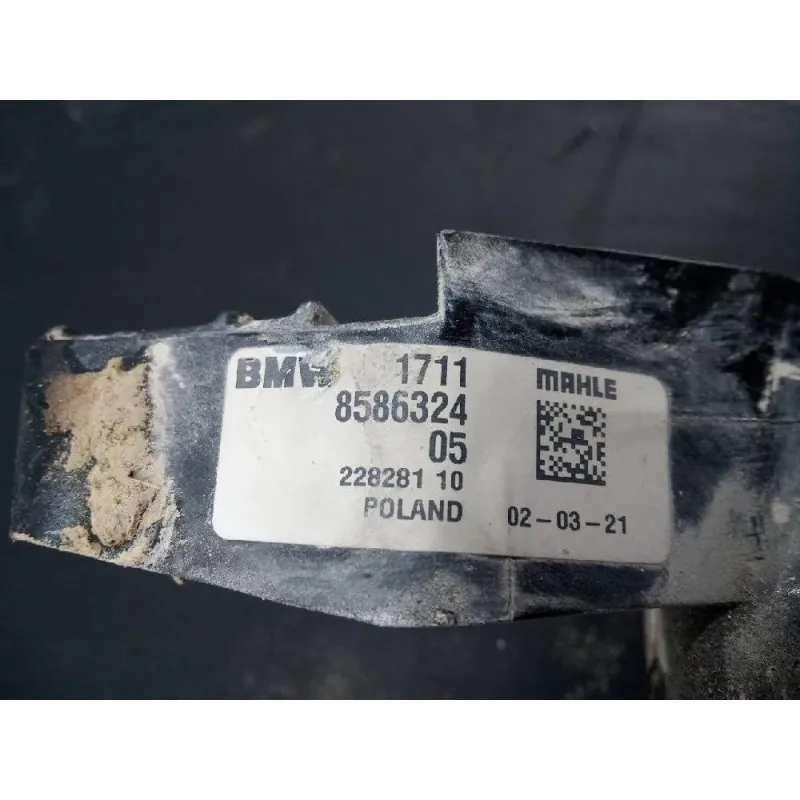 BMW 1711 MAHLE
8586324
05
228281 10
POLAND 02-03-21